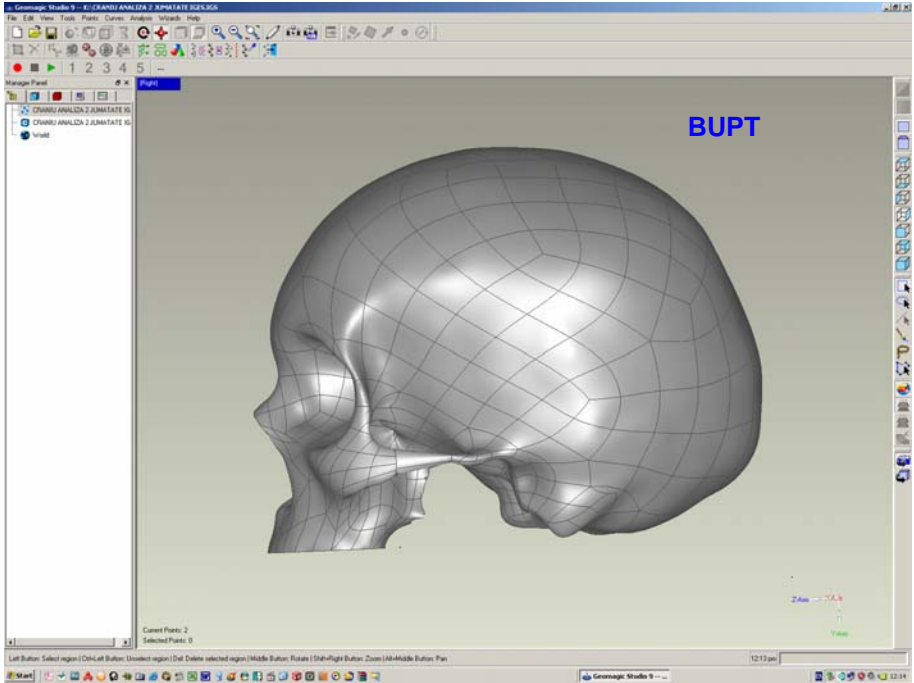 Geomagic Studio 9 -- K:\CRANIU ANALIZA 2 JUMATATE IGES.IGS
File Edit View Tools Points Curves Analysis Wizards Help
1 2 3 4 5 ...
Manager Panel
[Right]
CRANIU ANALIZA 2 JUMATATE IG
CRANIU ANALIZA 2 JUMATATE IG
World
BUPT
Z-Axis
Y-Axis
Current Points: 2
Selected Points: 0
Left Button: Select region | Ctrl+Left Button: Unselect region | Del: Delete selected region | Middle Button: Rotate | Shift+Right Button: Zoom | Alt+Middle Button: Pan
12:13 pm
Start
Geomagic Studio 9 -- ...
12:14